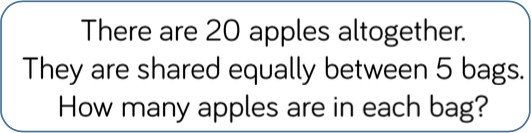 There are 20 apples altogether.
They are shared equally between 5 bags.
How many apples are in each bag?